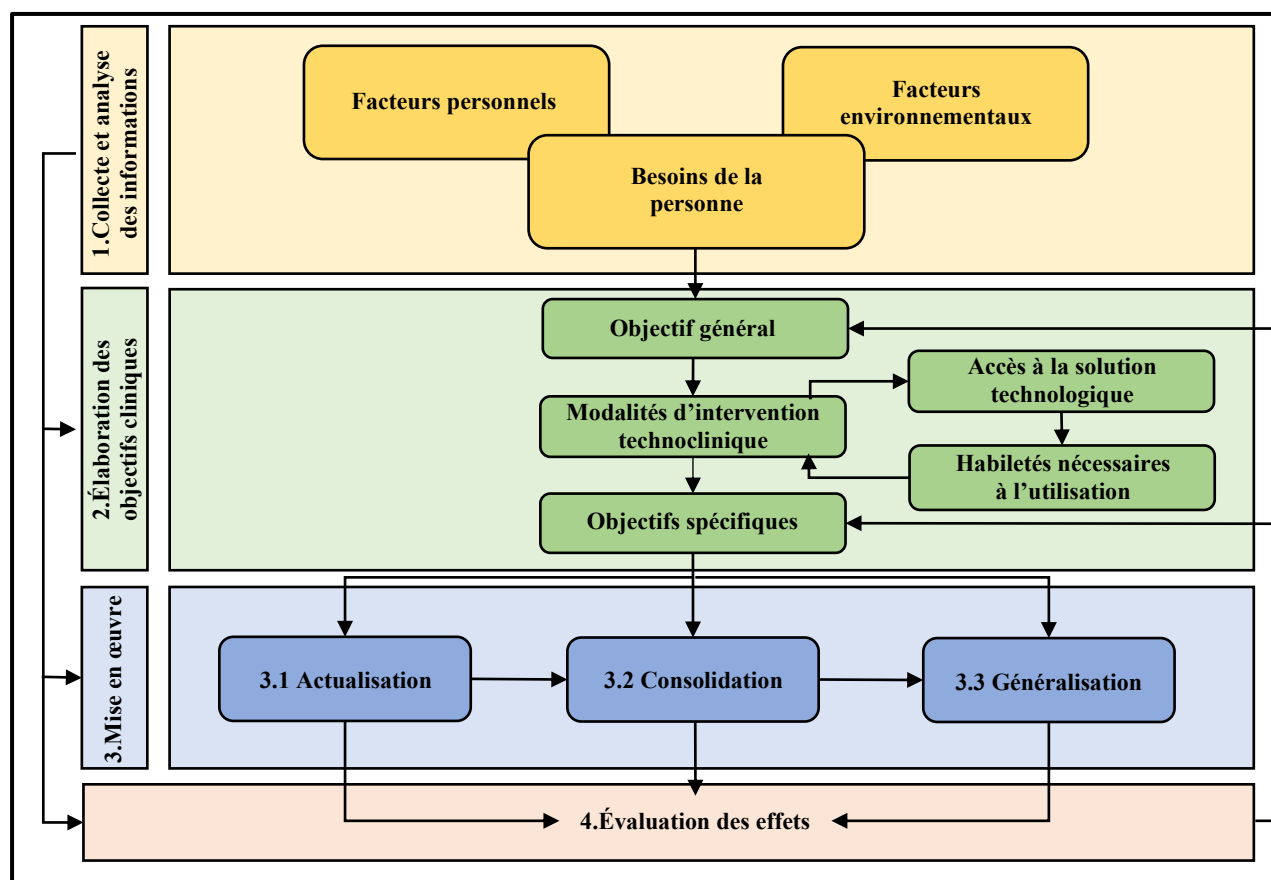 1.Collecte et analyse
des informations
Facteurs personnels
Facteurs
environnementaux
Besoins de la
personne
2.Élaboration des
objectifs cliniques
Objectif général
Modalités d’intervention
technoclinique
Accès à la solution
technologique
Habiletés nécessaires
à l’utilisation
Objectifs spécifiques
3.Mise en œuvre
3.1 Actualisation
3.2 Consolidation
3.3 Généralisation
4.Évaluation des effets